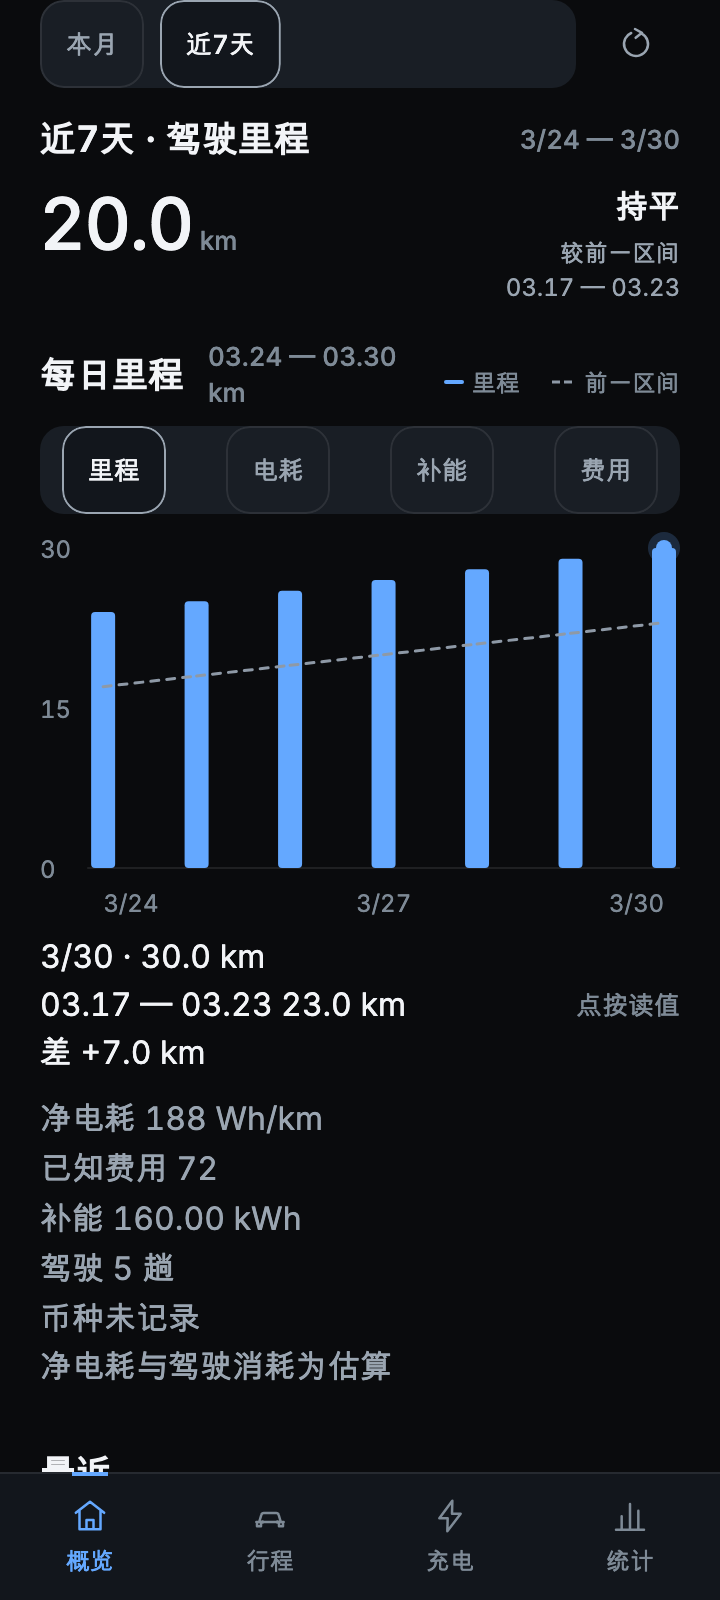 本月
近7天
近7天 · 驾驶里程
3/24 — 3/30
20.0 km
持平
较前一区间
03.17 — 03.23
每日里程
03.24 — 03.30
km
里程
前一区间
里程
电耗
补能
费用
30
15
0
3/24
3/27
3/30
3/30 · 30.0 km
03.17 — 03.23 23.0 km
差 +7.0 km
点按读值
净电耗 188 Wh/km
已知费用 72
补能 160.00 kWh
驾驶 5 趟
币种未记录
净电耗与驾驶消耗为估算
最近
概览
行程
充电
统计